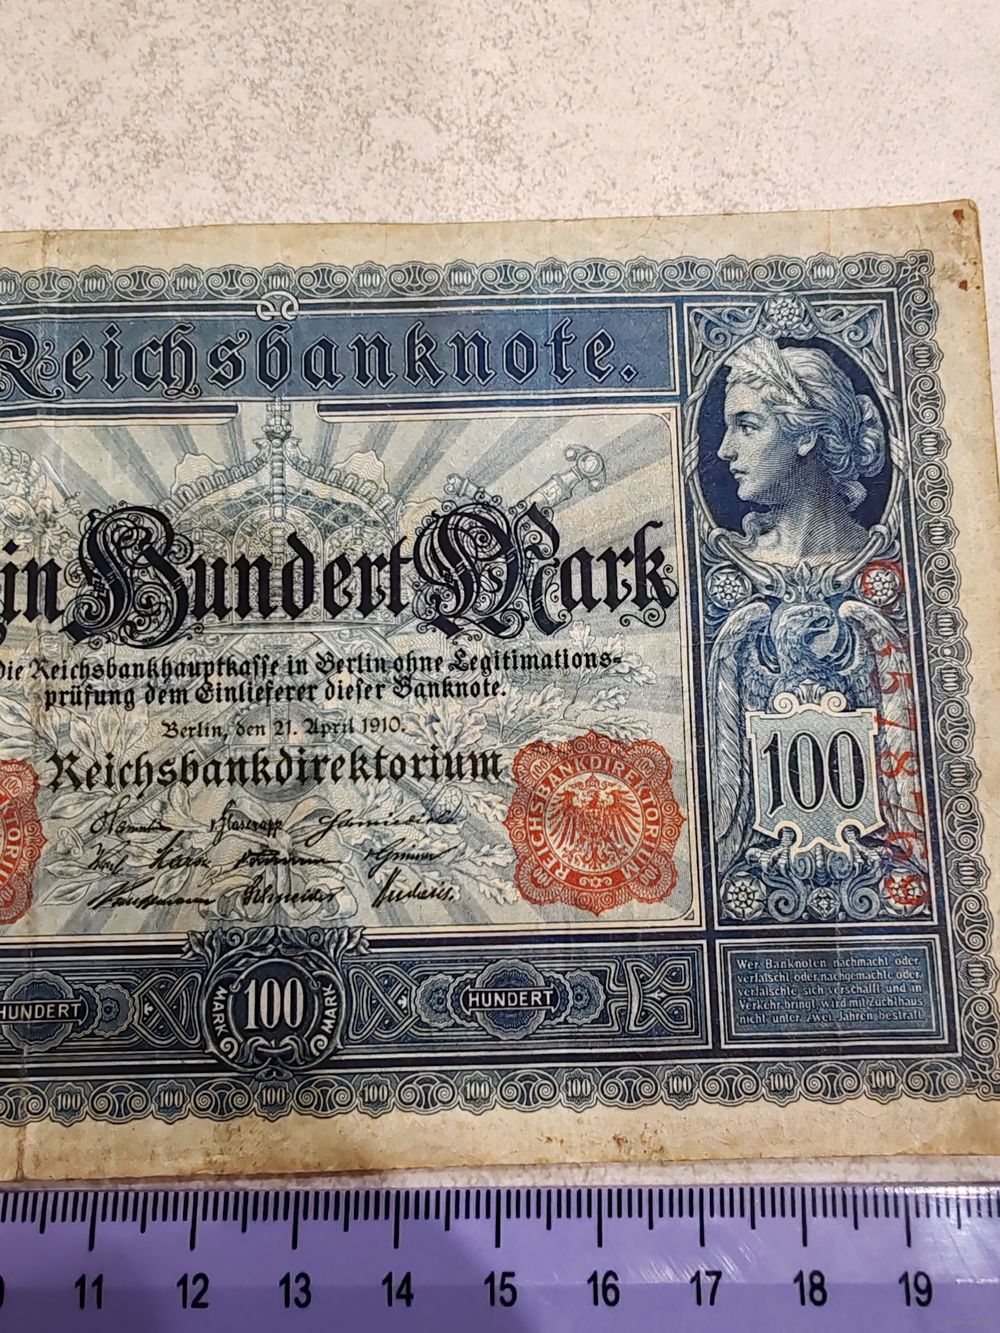 Reichsbanknote.
Hundert Mark
Die Reichsbankhauptkasse in Berlin ohne Legitimations-
prüfung dem Einlieferer dieser Banknote.
Berlin, den 21. April 1910.
Reichsbankdirektorium
REICHSBANKDIREKTORIUM
100
HUNDERT
MARK 100 MARK
HUNDERT
Wer Banknoten nachmacht oder
verfälscht, oder nachgemachte oder
verfälschte sich verschafft und in
Verkehr bringt, wird mit Zuchthaus
nicht unter zwei Jahren bestraft.
11 12 13 14 15 16 17 18 19